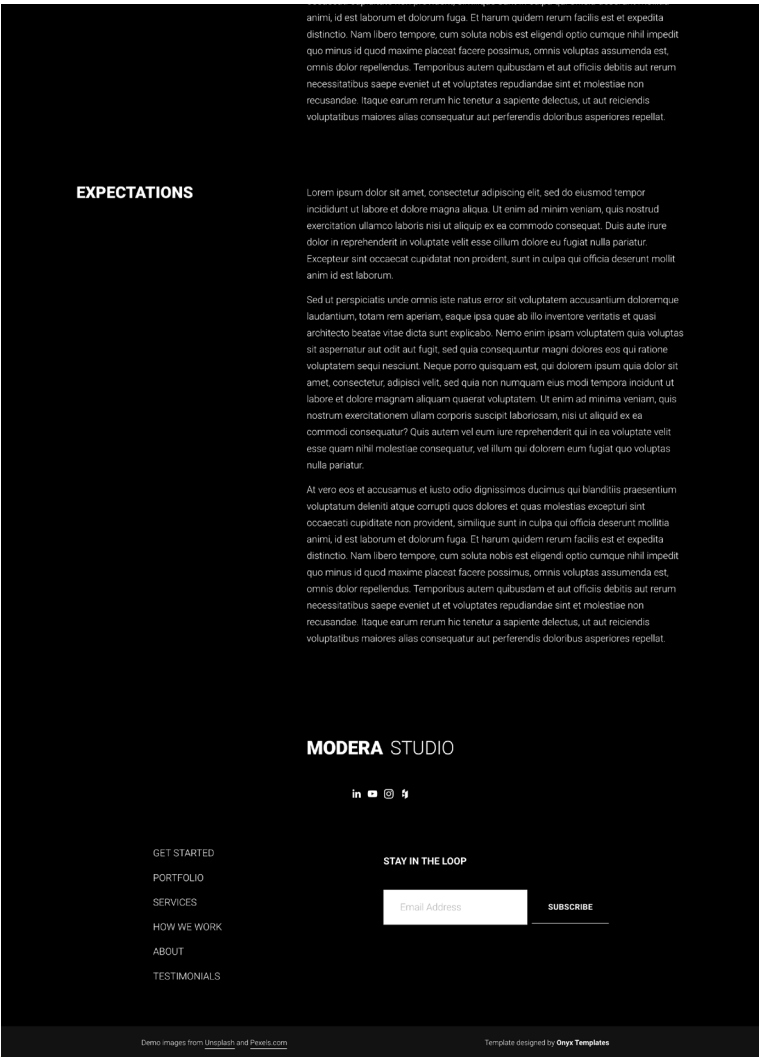 animi, id est laborum et dolorum fuga. Et harum quidem rerum facilis est et expedita
distinctio. Nam libero tempore, cum soluta nobis est eligendi optio cumque nihil impedit
quo minus id quod maxime placeat facere possimus, omnis voluptas assumenda est,
omnis dolor repellendus. Temporibus autem quibusdam et aut officiis debitis aut rerum
necessitatibus saepe eveniet ut et voluptates repudiandae sint et molestiae non
recusandae. Itaque earum rerum hic tenetur a sapiente delectus, ut aut reiciendis
voluptatibus maiores alias consequatur aut perferendis doloribus asperiores repellat.
EXPECTATIONS
Lorem ipsum dolor sit amet, consectetur adipiscing elit, sed do eiusmod tempor
incididunt ut labore et dolore magna aliqua. Ut enim ad minim veniam, quis nostrud
exercitation ullamco laboris nisi ut aliquip ex ea commodo consequat. Duis aute irure
dolor in reprehenderit in voluptate velit esse cillum dolore eu fugiat nulla pariatur.
Excepteur sint occaecat cupidatat non proident, sunt in culpa qui officia deserunt mollit
anim id est laborum.
Sed ut perspiciatis unde omnis iste natus error sit voluptatem accusantium doloremque
laudantium, totam rem aperiam, eaque ipsa quae ab illo inventore veritatis et quasi
architecto beatae vitae dicta sunt explicabo. Nemo enim ipsam voluptatem quia voluptas
sit aspernatur aut odit aut fugit, sed quia consequuntur magni dolores eos qui ratione
voluptatem sequi nesciunt. Neque porro quisquam est, qui dolorem ipsum quia dolor sit
amet, consectetur, adipisci velit, sed quia non numquam eius modi tempora incidunt ut
labore et dolore magnam aliquam quaerat voluptatem. Ut enim ad minima veniam, quis
nostrum exercitationem ullam corporis suscipit laboriosam, nisi ut aliquid ex ea
commodi consequatur? Quis autem vel eum iure reprehenderit qui in ea voluptate velit
esse quam nihil molestiae consequatur, vel illum qui dolorem eum fugiat quo voluptas
nulla pariatur.
At vero eos et accusamus et iusto odio dignissimos ducimus qui blanditiis praesentium
voluptatum deleniti atque corrupti quos dolores et quas molestias excepturi sint
occaecati cupiditate non provident, similique sunt in culpa qui officia deserunt mollitia
animi, id est laborum et dolorum fuga. Et harum quidem rerum facilis est et expedita
distinctio. Nam libero tempore, cum soluta nobis est eligendi optio cumque nihil impedit
quo minus id quod maxime placeat facere possimus, omnis voluptas assumenda est,
omnis dolor repellendus. Temporibus autem quibusdam et aut officiis debitis aut rerum
necessitatibus saepe eveniet ut et voluptates repudiandae sint et molestiae non
recusandae. Itaque earum rerum hic tenetur a sapiente delectus, ut aut reiciendis
voluptatibus maiores alias consequatur aut perferendis doloribus asperiores repellat.
MODERA STUDIO
GET STARTED
PORTFOLIO
SERVICES
HOW WE WORK
ABOUT
TESTIMONIALS
STAY IN THE LOOP
Email Address
SUBSCRIBE
Demo images from Unsplash and Pexels.com
Template designed by Onyx Templates